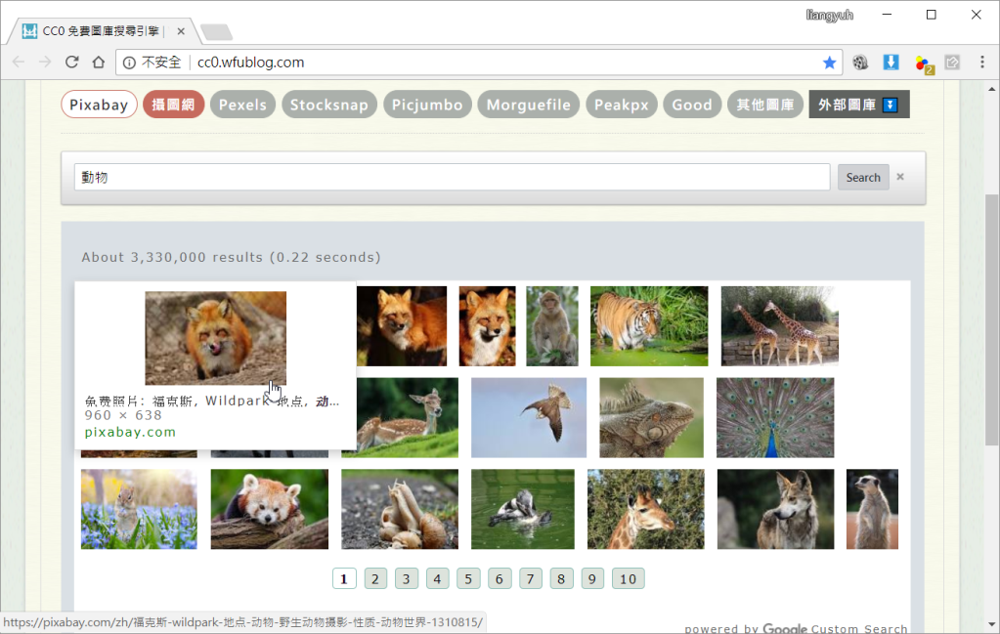 liangyuh
CC0 免費圖庫搜尋引擎 |
不安全 cc0.wfublog.com
2
Pixabay 攝圖網 Pexels Stocksnap Picjumbo Morguefile Peakpx Good 其他圖庫 外部圖庫
動物 Search ×
About 3,330,000 results (0.22 seconds)
免费照片: 福克斯, Wildpark 地点, 动...
960 × 638
pixabay.com
1 2 3 4 5 6 7 8 9 10
powered by Google Custom Search
https://pixabay.com/zh/福克斯-wildpark-地点-动物-野生动物摄影-性质-动物世界-1310815/